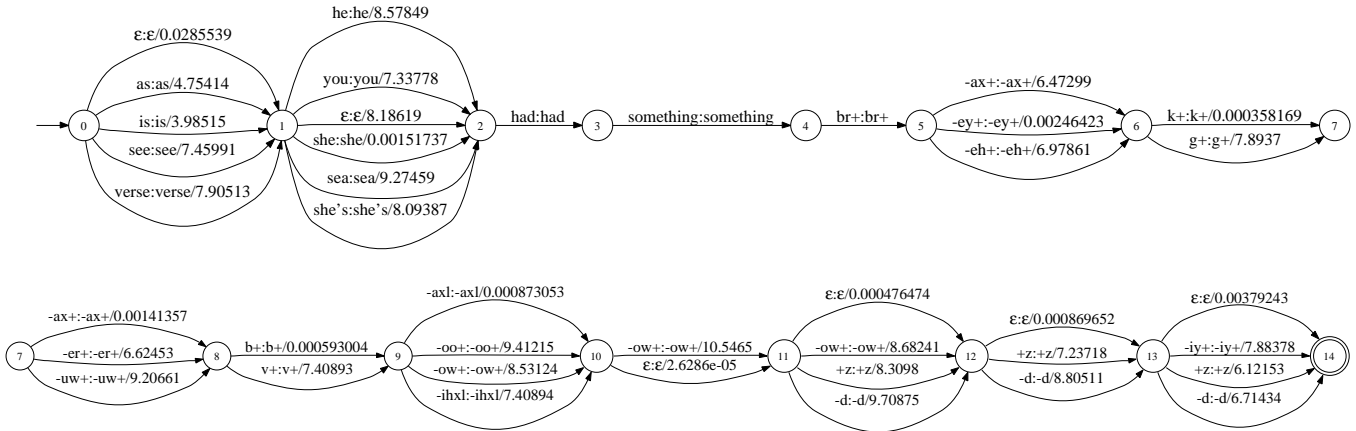 he:he/8.57849
ε:ε/0.0285539
as:as/4.75414
you:you/7.33778
-ax+:-ax+/6.47299
ε:ε/8.18619
had:had
something:something
br+:br+
k+:k+/0.000358169
0
is:is/3.98515
1
2
3
4
5
-ey+:-ey+/0.00246423
6
7
see:see/7.45991
she:she/0.00151737
-eh+:-eh+/6.97861
g+:g+/7.8937
sea:sea/9.27459
verse:verse/7.90513
she's:she's/8.09387
-axl:-axl/0.000873053
ε:ε/0.000476474
ε:ε/0.00379243
-ax+:-ax+/0.00141357
ε:ε/0.000869652
7
-er+:-er+/6.62453
8
b+:b+/0.000593004
9
-oo+:-oo+/9.41215
10
-ow+:-ow+/10.5465
11
-ow+:-ow+/8.68241
12
+z:+z/7.23718
13
-iy+:-iy+/7.88378
14
-uw+:-uw+/9.20661
v+:v+/7.40893
-ow+:-ow+/8.53124
ε:ε/2.6286e-05
+z:+z/8.3098
-d:-d/8.80511
+z:+z/6.12153
-ihxl:-ihxl/7.40894
-d:-d/9.70875
-d:-d/6.71434